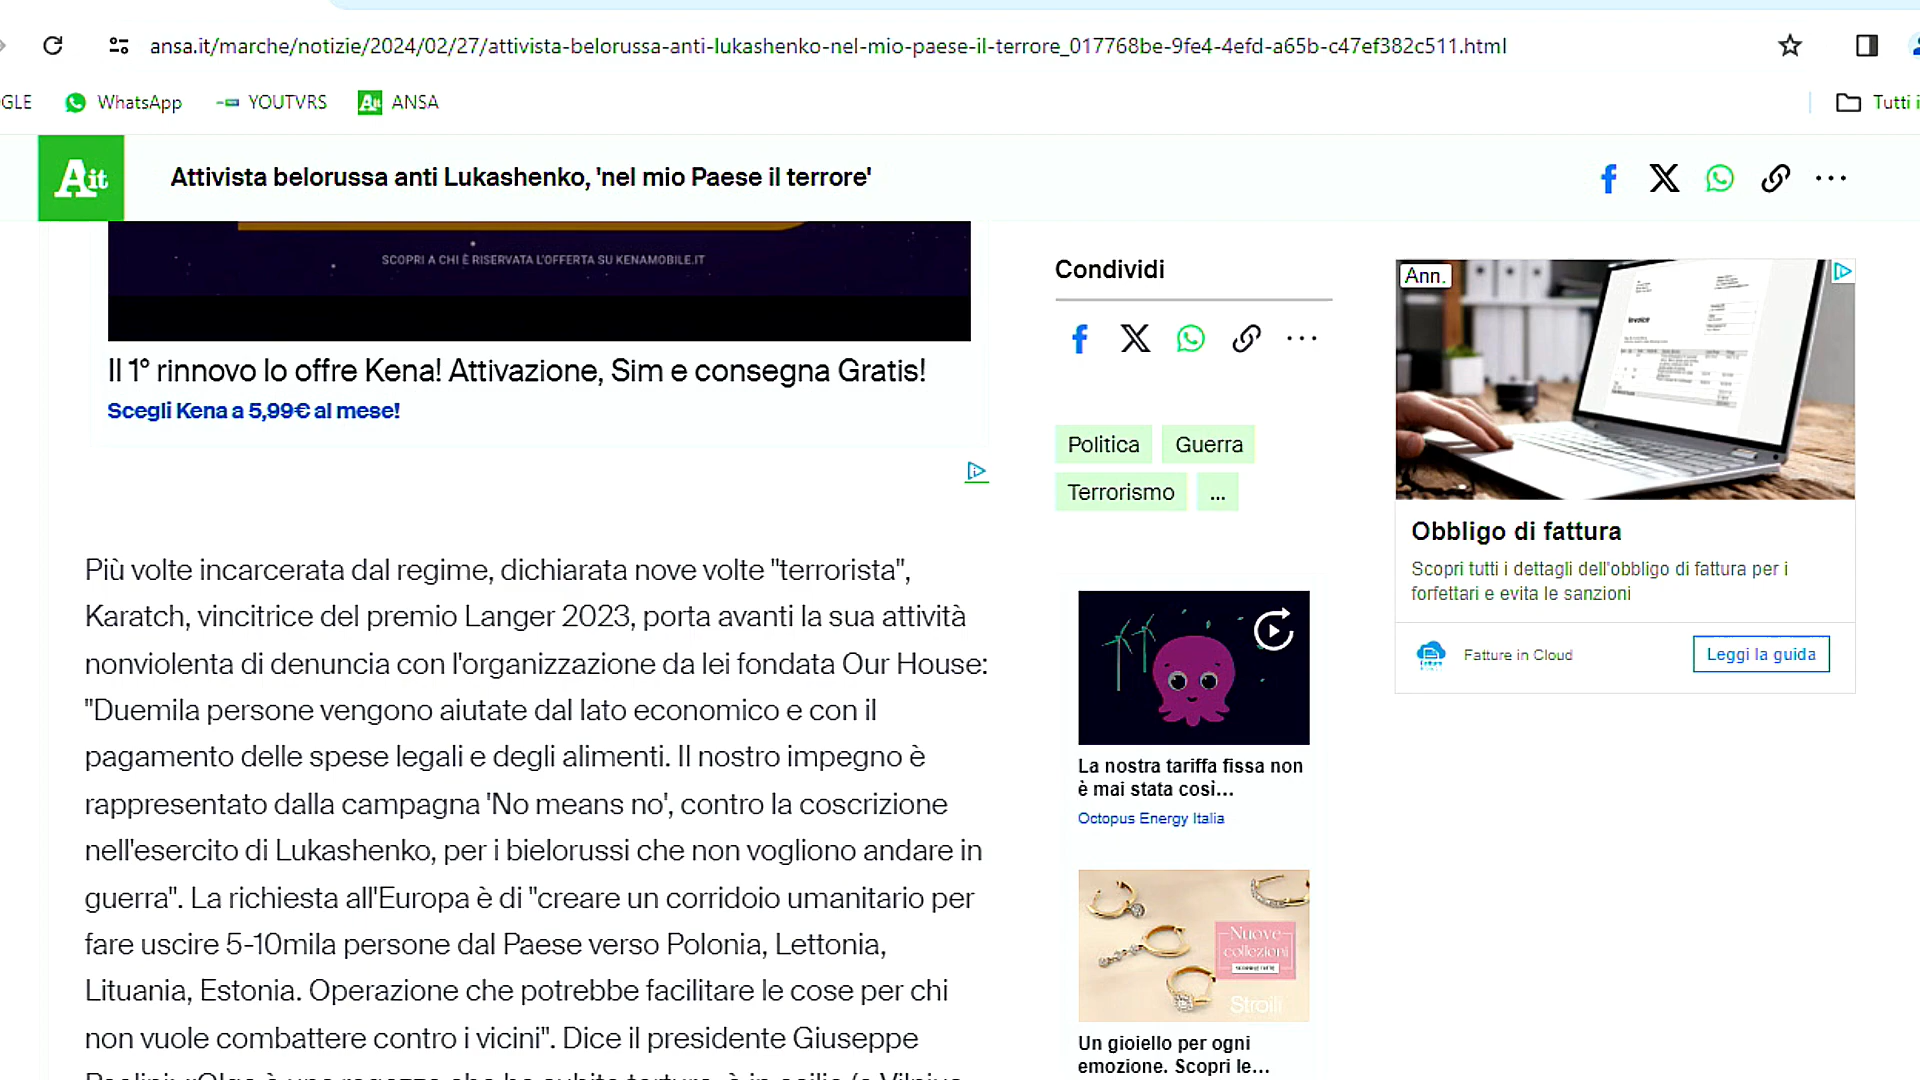 ansa.it/marche/notizie/2024/02/27/attivista-belorussa-anti-lukashenko-nel-mio-paese-il-terrore_017768be-9fe4-4efd-a65b-c47ef382c511.html
GLE WhatsApp YOUTVRS ANSA Tutti i
Ait Attivista belorussa anti Lukashenko, 'nel mio Paese il terrore'
SCOPRI A CHI È RISERVATA L'OFFERTA SU KENAMOBILE.IT
Il 1° rinnovo lo offre Kena! Attivazione, Sim e consegna Gratis!
Scegli Kena a 5,99€ al mese!
Più volte incarcerata dal regime, dichiarata nove volte "terrorista",
Karatch, vincitrice del premio Langer 2023, porta avanti la sua attività
nonviolenta di denuncia con l'organizzazione da lei fondata Our House:
"Duemila persone vengono aiutate dal lato economico e con il
pagamento delle spese legali e degli alimenti. Il nostro impegno è
rappresentato dalla campagna 'No means no', contro la coscrizione
nell'esercito di Lukashenko, per i bielorussi che non vogliono andare in
guerra". La richiesta all'Europa è di "creare un corridoio umanitario per
fare uscire 5-10mila persone dal Paese verso Polonia, Lettonia,
Lituania, Estonia. Operazione che potrebbe facilitare le cose per chi
non vuole combattere contro i vicini". Dice il presidente Giuseppe
Condividi
Politica Guerra
Terrorismo ...
La nostra tariffa fissa non
è mai stata così...
Octopus Energy Italia
Nuove
collezioni
Stroili
Un gioiello per ogni
emozione. Scopri le...
Ann.
Invoice
Obbligo di fattura
Scopri tutti i dettagli dell'obbligo di fattura per i
forfettari e evita le sanzioni
Fatture in Cloud Leggi la guida